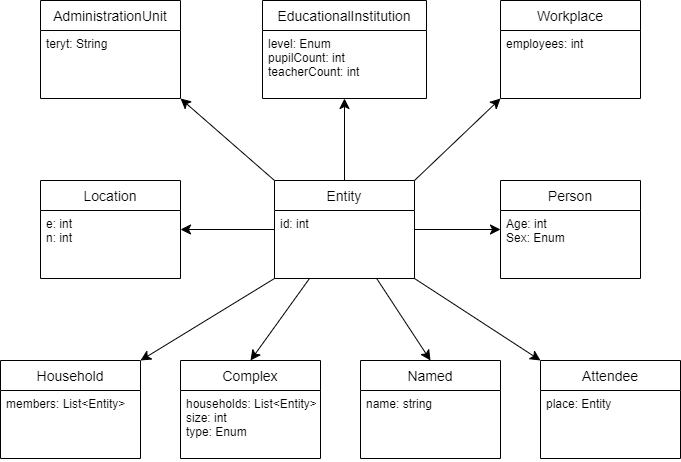 AdministrationUnit
teryt: String
EducationalInstitution
level: Enum
pupilCount: int
teacherCount: int
Workplace
employees: int
Location
e: int
n: int
Entity
id: int
Person
Age: int
Sex: Enum
Household
members: List<Entity>
Complex
households: List<Entity>
size: int
type: Enum
Named
name: string
Attendee
place: Entity